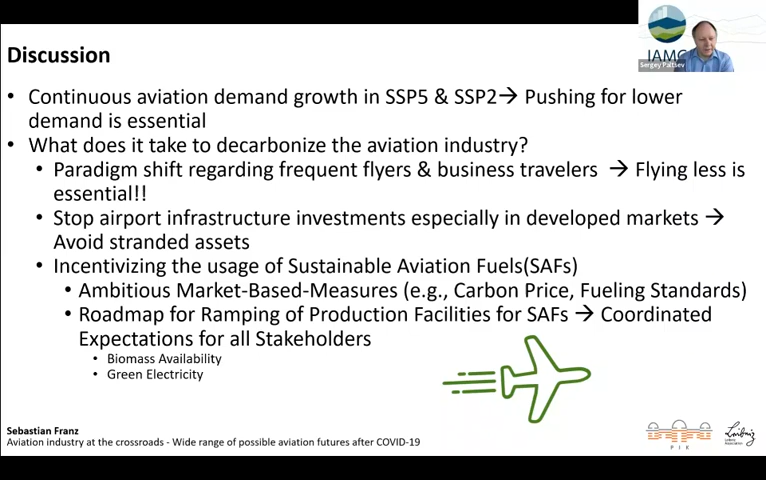 IAMC
Sergey Paltsev
Discussion
• Continuous aviation demand growth in SSP5 & SSP2→ Pushing for lower
demand is essential
• What does it take to decarbonize the aviation industry?
• Paradigm shift regarding frequent flyers & business travelers → Flying less is
essential!!
• Stop airport infrastructure investments especially in developed markets →
Avoid stranded assets
• Incentivizing the usage of Sustainable Aviation Fuels(SAFs)
• Ambitious Market-Based-Measures (e.g., Carbon Price, Fueling Standards)
• Roadmap for Ramping of Production Facilities for SAFs → Coordinated
Expectations for all Stakeholders
• Biomass Availability
• Green Electricity
Sebastian Franz
Aviation industry at the crossroads - Wide range of possible aviation futures after COVID-19
P I K
Leibniz